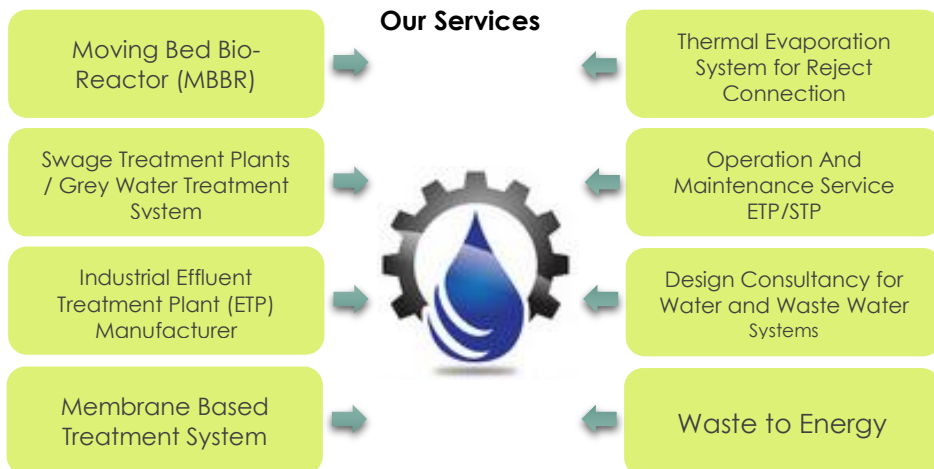 Our Services
Moving Bed Bio-
Reactor (MBBR)
Swage Treatment Plants
/ Grey Water Treatment
System
Industrial Effluent
Treatment Plant (ETP)
Manufacturer
Membrane Based
Treatment System
Thermal Evaporation
System for Reject
Connection
Operation And
Maintenance Service
ETP/STP
Design Consultancy for
Water and Waste Water
Systems
Waste to Energy